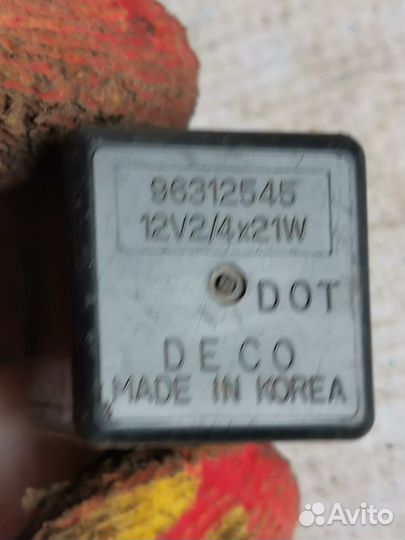 96312545
12V2/4x21W
DOT
DECO
MADE IN KOREA
Avito